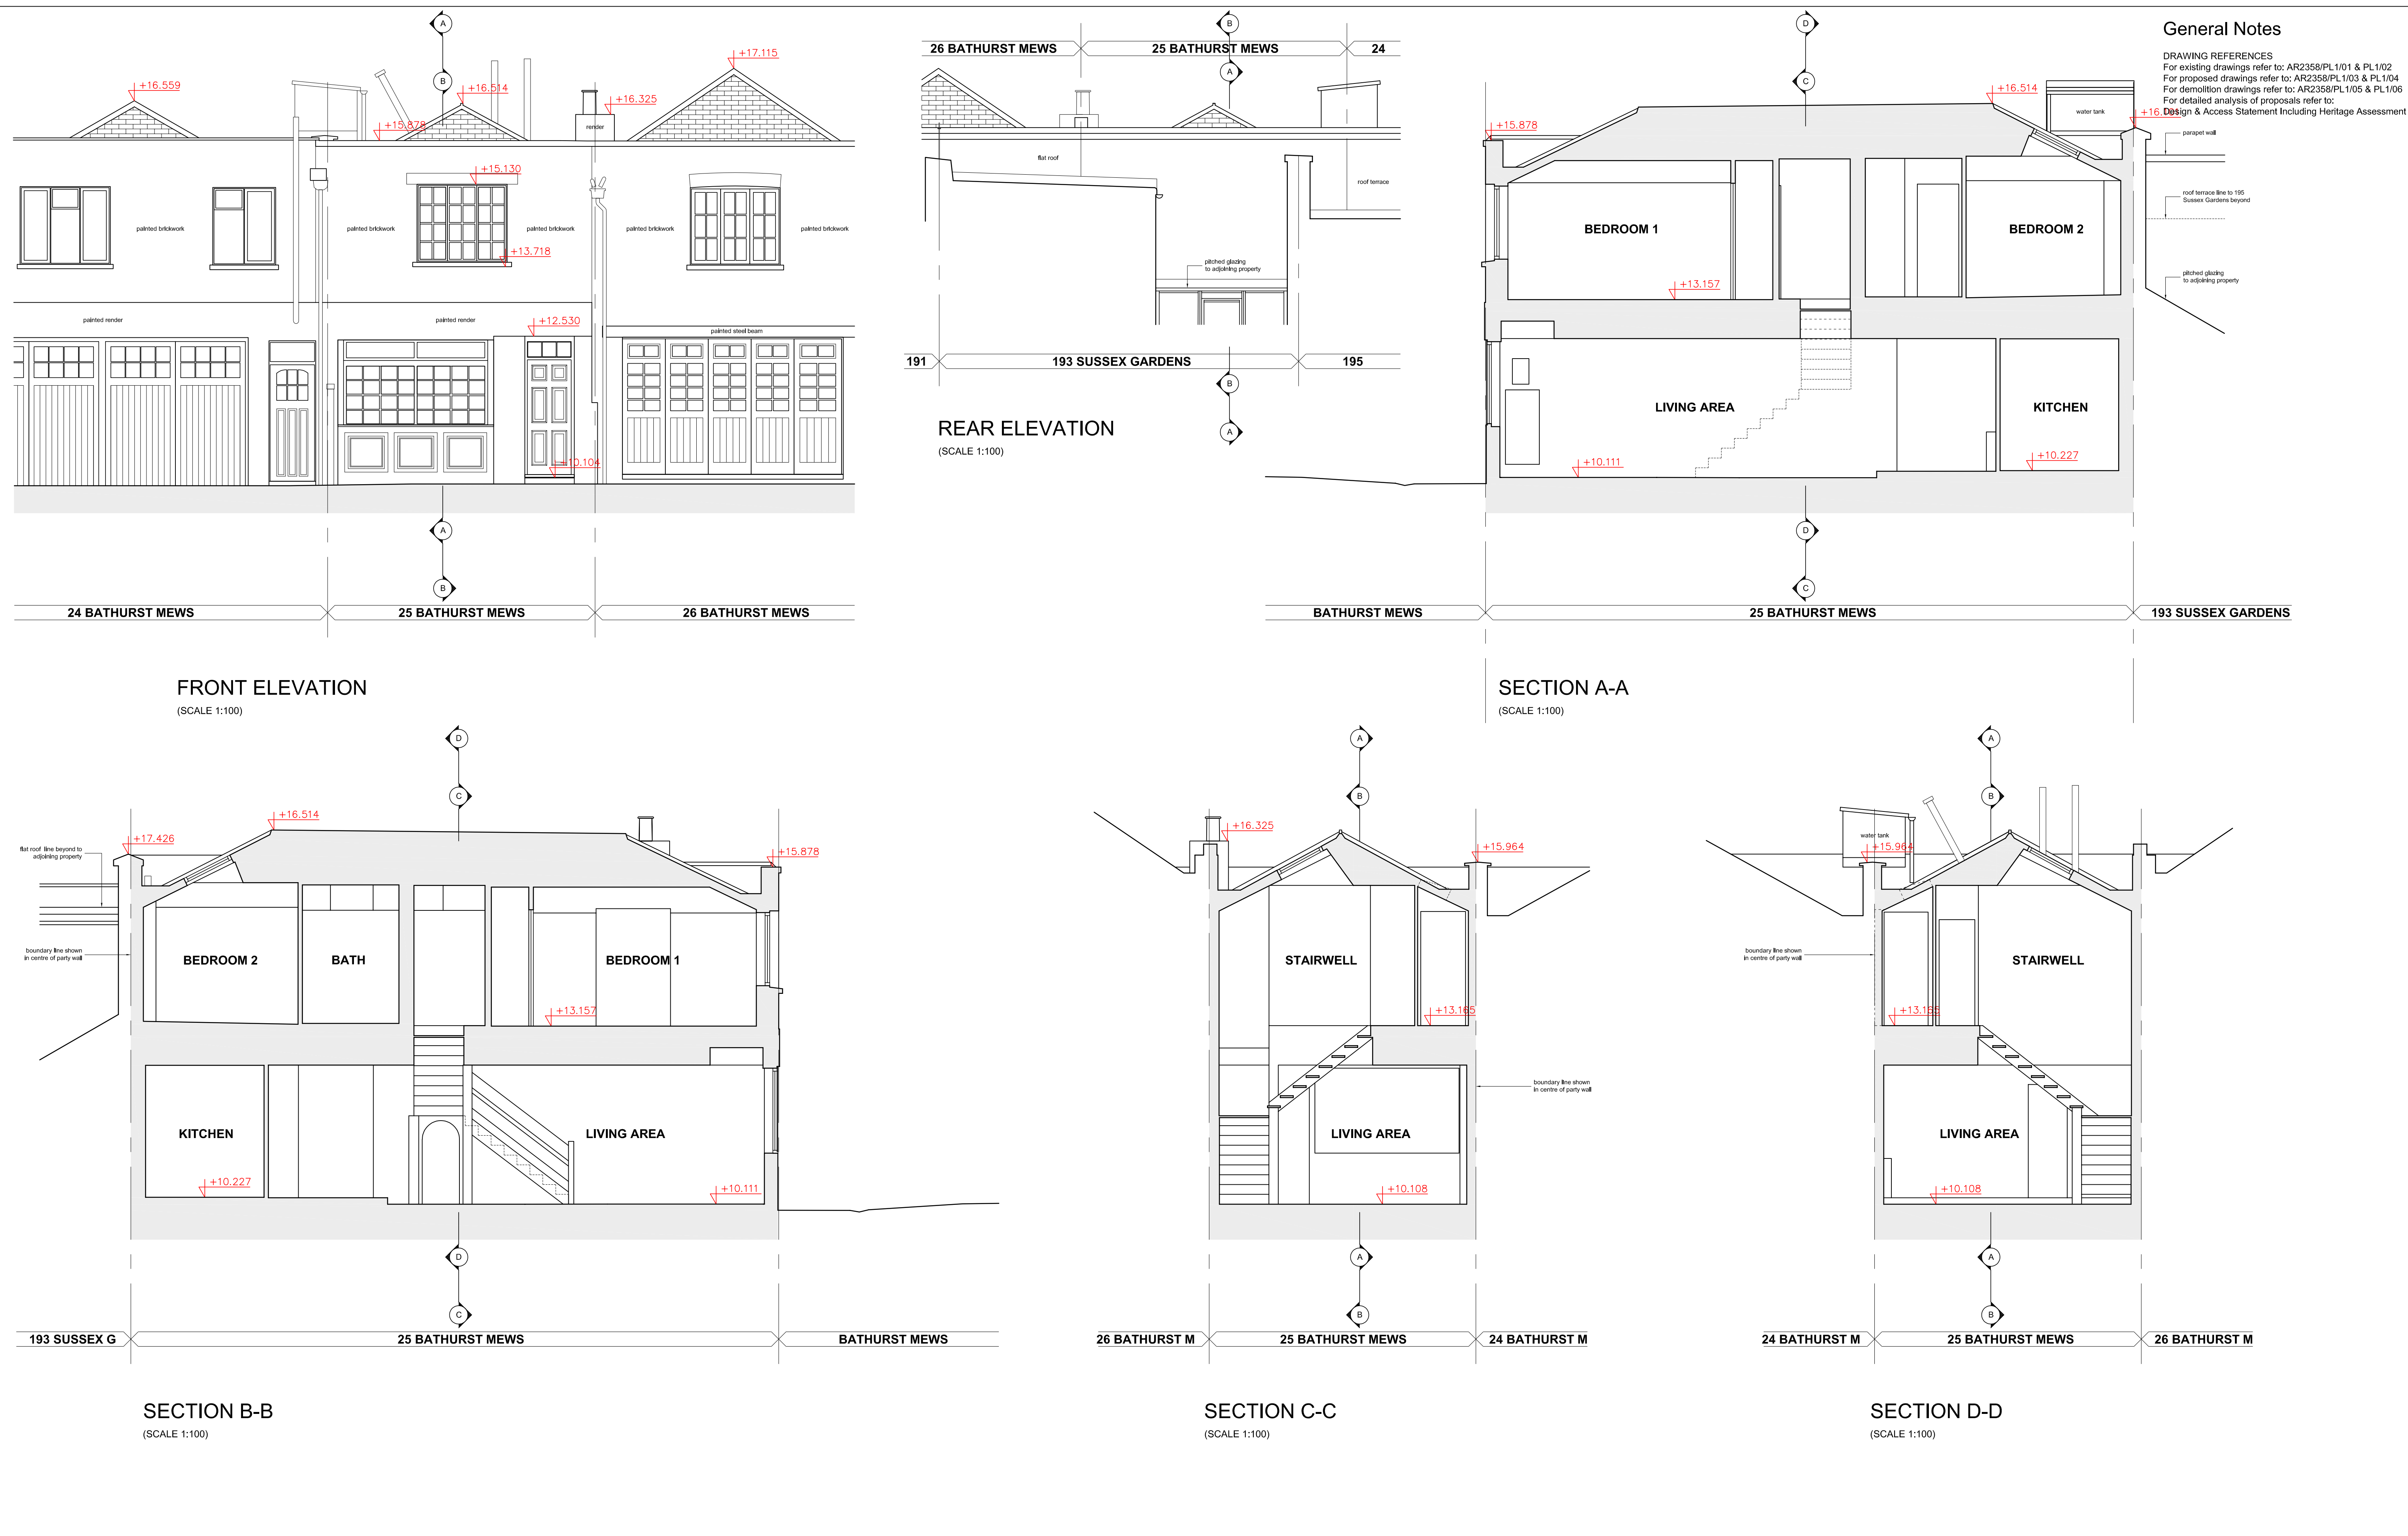 A
B
+16.559
+15.878
+16.514
+16.325
+17.115
render
+15.130
+13.718
painted brickwork
painted brickwork
painted brickwork
painted brickwork
painted brickwork
painted render
painted render
+12.530
painted steel beam
+10.104
A
B
24 BATHURST MEWS
25 BATHURST MEWS
26 BATHURST MEWS
FRONT ELEVATION
(SCALE 1:100)
B
26 BATHURST MEWS
25 BATHURST MEWS
24
A
flat roof
roof terrace
pitched glazing
to adjoining property
191
193 SUSSEX GARDENS
195
B
A
REAR ELEVATION
(SCALE 1:100)
D
C
+16.514
+15.878
water tank
parapet wall
roof terrace line to 195
Sussex Gardens beyond
pitched glazing
to adjoining property
BEDROOM 1
BEDROOM 2
+13.157
LIVING AREA
KITCHEN
+10.111
+10.227
D
C
BATHURST MEWS
25 BATHURST MEWS
193 SUSSEX GARDENS
SECTION A-A
(SCALE 1:100)
General Notes
DRAWING REFERENCES
For existing drawings refer to: AR2358/PL1/01 & PL1/02
For proposed drawings refer to: AR2358/PL1/03 & PL1/04
For demolition drawings refer to: AR2358/PL1/05 & PL1/06
For detailed analysis of proposals refer to:
Design & Access Statement Including Heritage Assessment
D
C
+16.514
+17.426
+15.878
flat roof line beyond to
adjoining property
boundary line shown
in centre of party wall
BEDROOM 2
BATH
BEDROOM 1
+13.157
KITCHEN
LIVING AREA
+10.227
+10.111
D
C
193 SUSSEX G
25 BATHURST MEWS
BATHURST MEWS
SECTION B-B
(SCALE 1:100)
A
B
+16.325
+15.964
STAIRWELL
+13.165
boundary line shown
in centre of party wall
LIVING AREA
+10.108
A
B
26 BATHURST M
25 BATHURST MEWS
24 BATHURST M
SECTION C-C
(SCALE 1:100)
A
B
water tank
+15.964
boundary line shown
in centre of party wall
STAIRWELL
+13.165
LIVING AREA
+10.108
A
B
24 BATHURST M
25 BATHURST MEWS
26 BATHURST M
SECTION D-D
(SCALE 1:100)